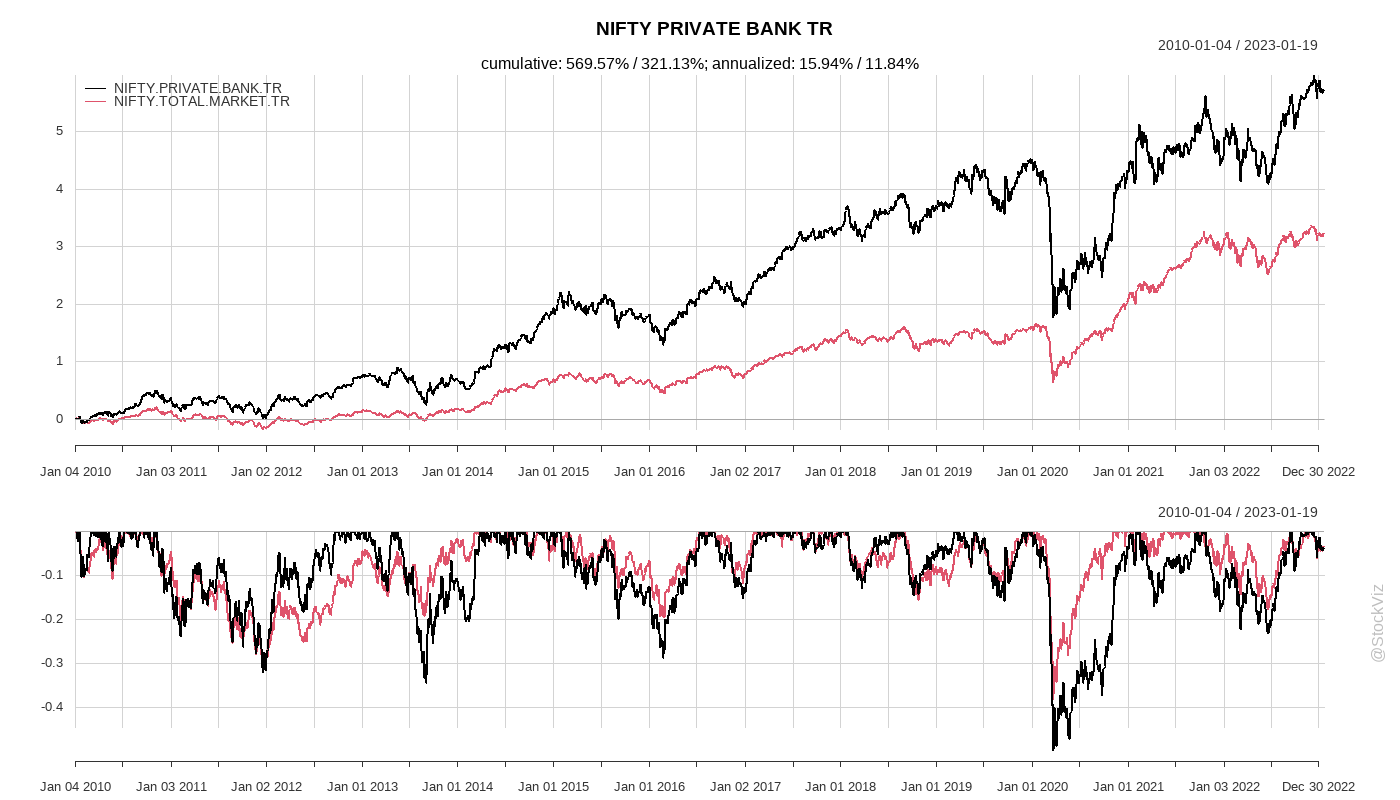 NIFTY PRIVATE BANK TR
2010-01-04 / 2023-01-19
cumulative: 569.57% / 321.13%; annualized: 15.94% / 11.84%
NIFTY.PRIVATE.BANK.TR
NIFTY.TOTAL.MARKET.TR
5
4
3
2
1
0
Jan 04 2010 Jan 03 2011 Jan 02 2012 Jan 01 2013 Jan 01 2014 Jan 01 2015 Jan 01 2016 Jan 02 2017 Jan 01 2018 Jan 01 2019 Jan 01 2020 Jan 01 2021 Jan 03 2022 Dec 30 2022
2010-01-04 / 2023-01-19
-0.1
-0.2
-0.3
-0.4
Jan 04 2010 Jan 03 2011 Jan 02 2012 Jan 01 2013 Jan 01 2014 Jan 01 2015 Jan 01 2016 Jan 02 2017 Jan 01 2018 Jan 01 2019 Jan 01 2020 Jan 01 2021 Jan 03 2022 Dec 30 2022
@StockViz